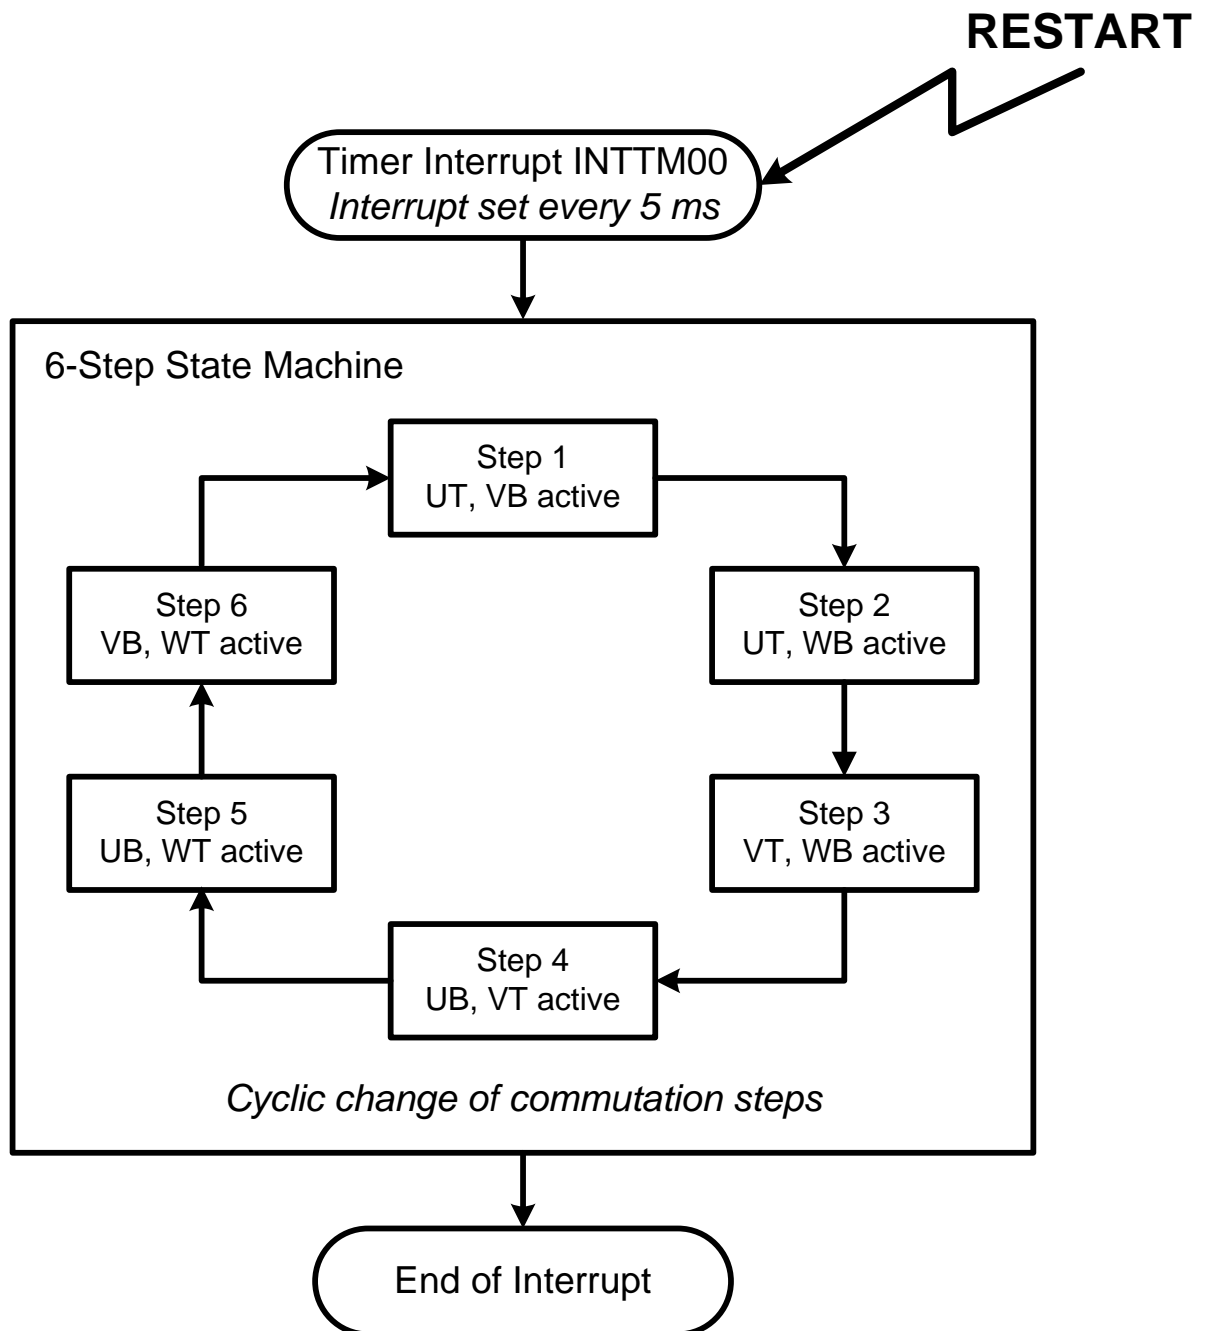 RESTART
Timer Interrupt INTTM00
Interrupt set every 5 ms
6-Step State Machine
Step 1
UT, VB active
Step 6
VB, WT active
Step 2
UT, WB active
Step 5
UB, WT active
Step 3
VT, WB active
Step 4
UB, VT active
Cyclic change of commutation steps
End of Interrupt